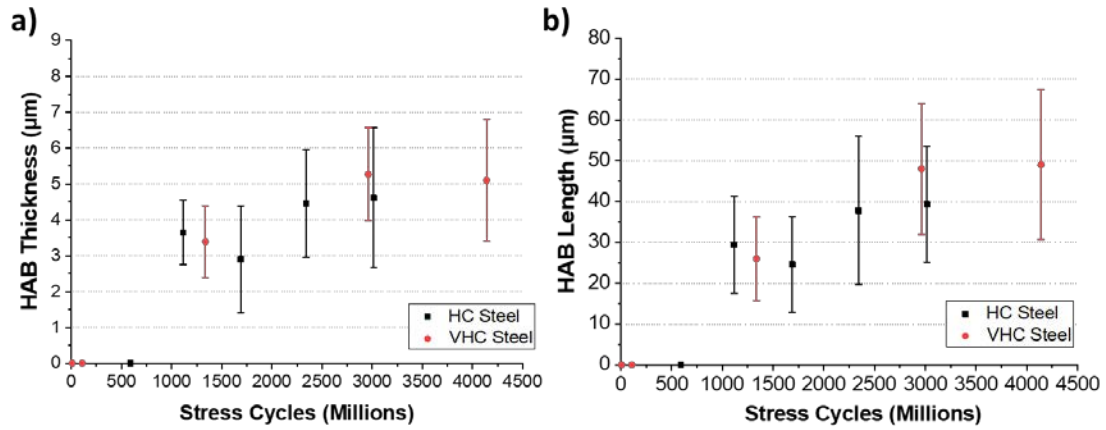 a)
HAB Thickness (µm)
9
8
7
6
5
4
3
2
1
0
HC Steel
VHC Steel
0 500 1000 1500 2000 2500 3000 3500 4000 4500
Stress Cycles (Millions)
b)
HAB Length (µm)
80
70
60
50
40
30
20
10
0
HC Steel
VHC Steel
0 500 1000 1500 2000 2500 3000 3500 4000 4500
Stress Cycles (Millions)